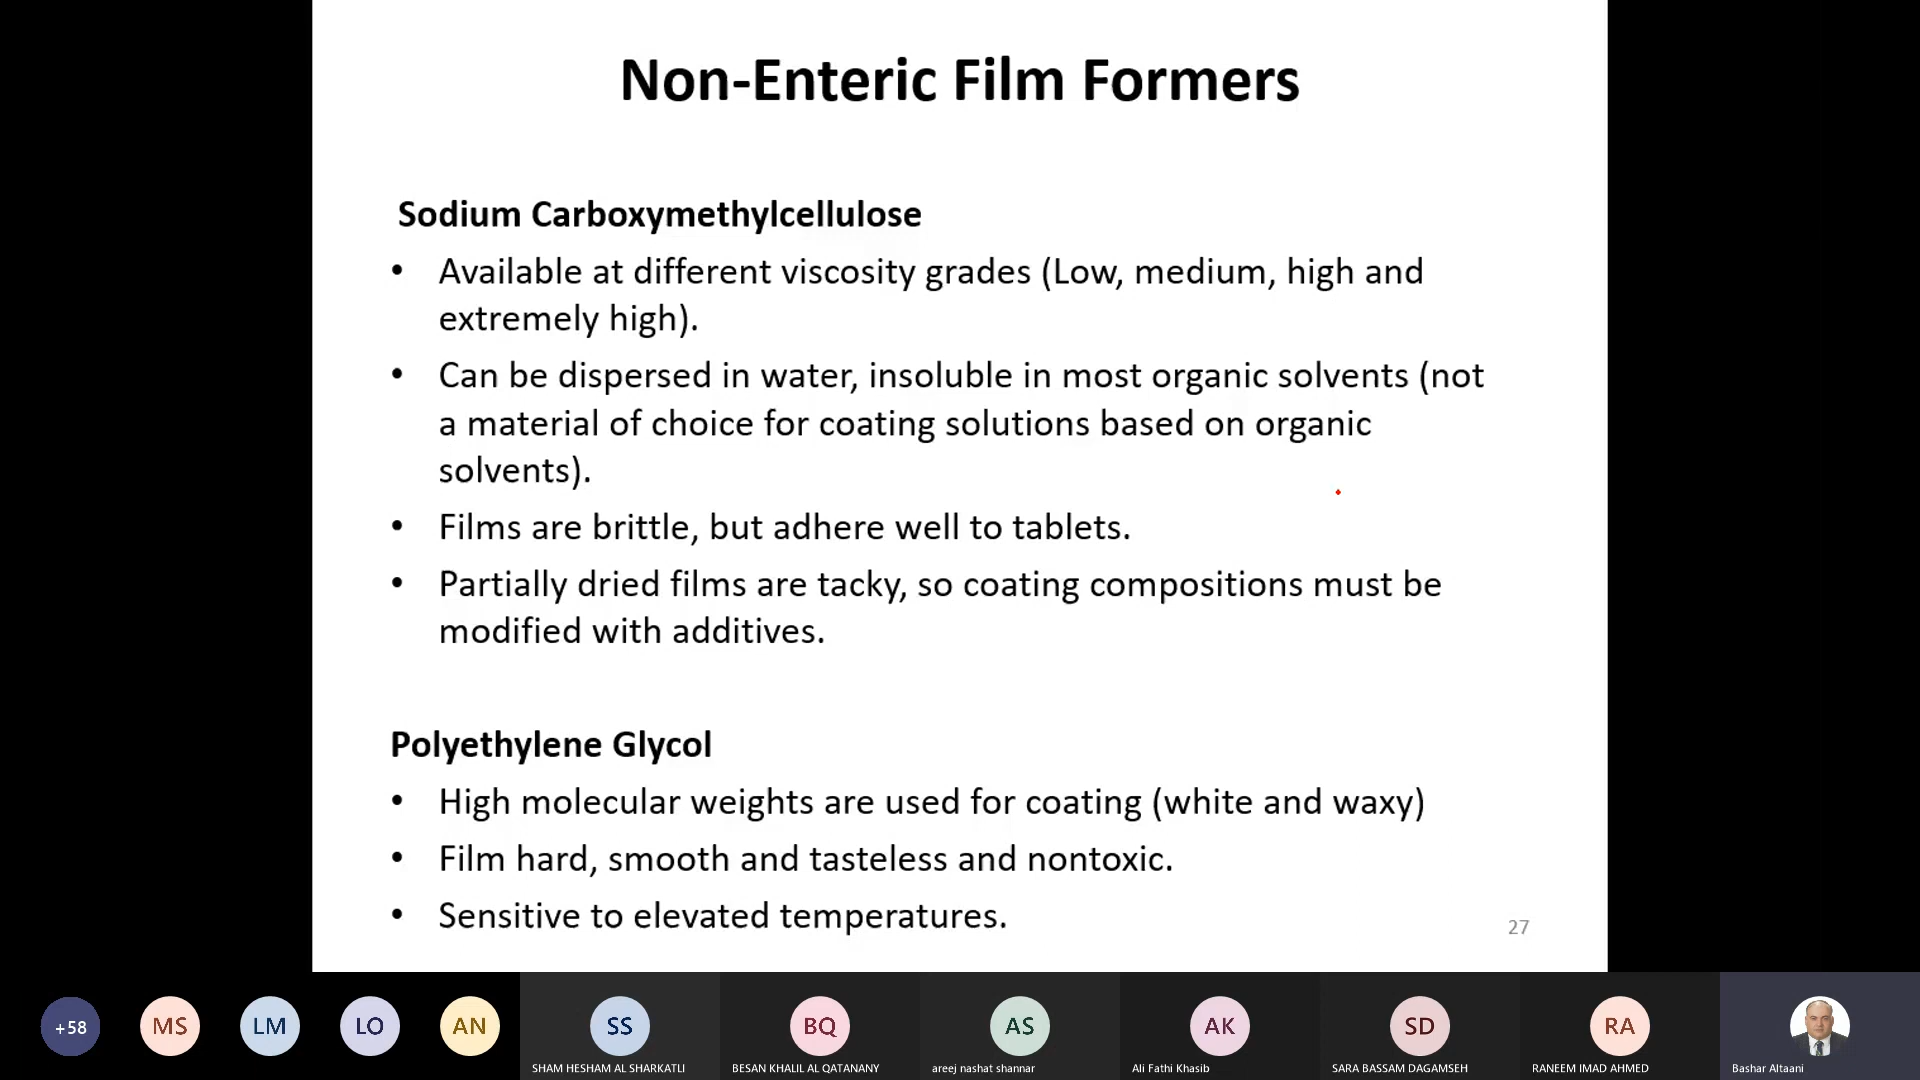 Non-Enteric Film Formers
Sodium Carboxymethylcellulose
• Available at different viscosity grades (Low, medium, high and
extremely high).
• Can be dispersed in water, insoluble in most organic solvents (not
a material of choice for coating solutions based on organic
solvents).
• Films are brittle, but adhere well to tablets.
• Partially dried films are tacky, so coating compositions must be
modified with additives.
Polyethylene Glycol
• High molecular weights are used for coating (white and waxy)
• Film hard, smooth and tasteless and nontoxic.
• Sensitive to elevated temperatures.
27
+58 MS LM LO AN SS BQ AS AK SD RA
SHAM HESHAM AL SHARKATLI BESAN KHALIL AL QATANANY areej nashat shannar Ali Fathi Khasib SARA BASSAM DAGAMSEH RANEEM IMAD AHMED Bashar Altaani